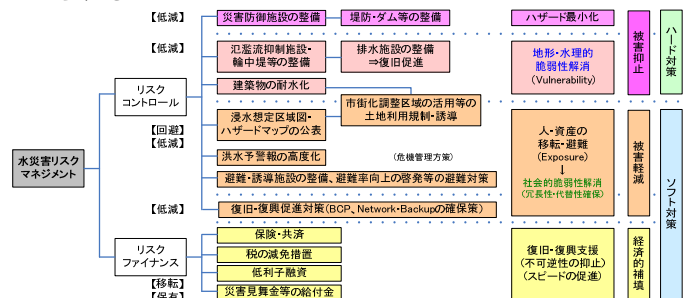 【低減】
災害防御施設の整備
堤防・ダム等の整備
ハザード最小化
【低減】
氾濫流抑制施設・
輪中堤等の整備
排水施設の整備
⇒復旧促進
地形・水理的
脆弱性解消
(Vulnerability)
被害抑止
ハード対策
リスク
コントロール
建築物の耐水化
市街化調整区域の活用等の
土地利用規制・誘導
【回避】
【低減】
浸水想定区域図・
ハザードマップの公表
人・資産の
移転・避難
(Exposure)
↓
社会的脆弱性解消
(冗長性・代替性確保)
被害軽減
ソフト対策
水災害リスク
マネジメント
洪水予警報の高度化
(危機管理方策)
避難・誘導施設の整備、避難率向上の啓発等の避難対策
【低減】
復旧・復興促進対策(BCP、Network・Backupの確保策)
リスク
ファイナンス
保険・共済
税の減免措置
低利子融資
災害見舞金等の給付金
【移転】
【保有】
復旧・復興支援
(不可逆性の抑止)
(スピードの促進)
経済的補填